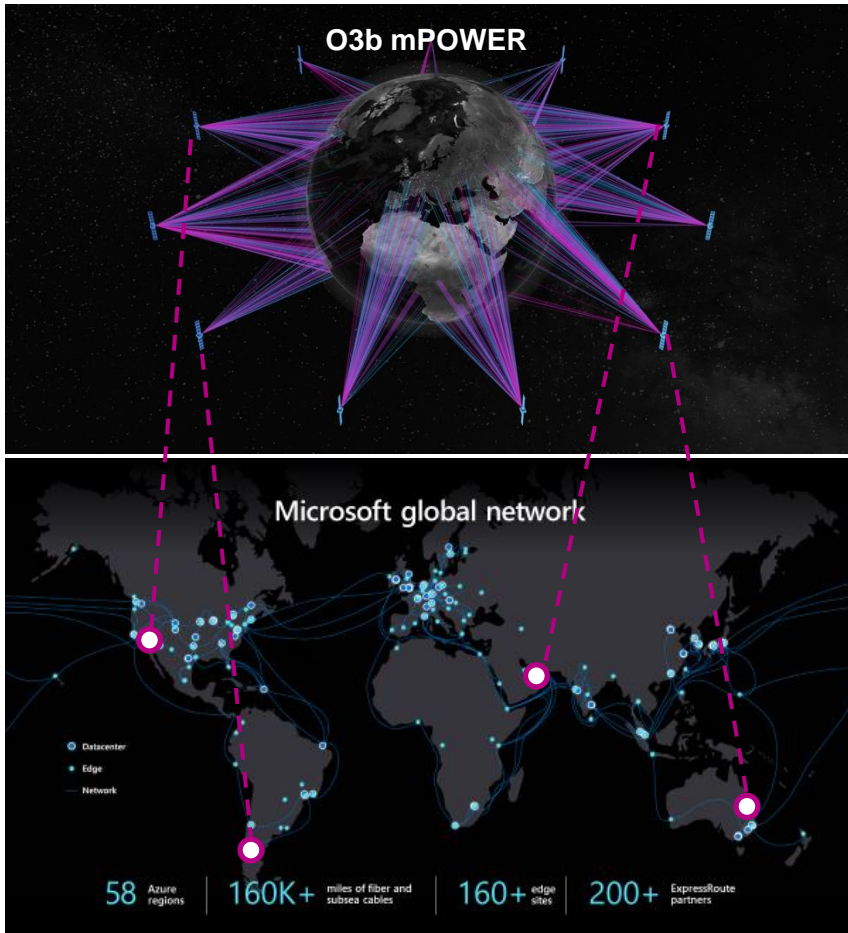 O3b mPOWER
Microsoft global network
Datacenter
Edge
Network
58 Azure regions
160K+ miles of fiber and subsea cables
160+ edge sites
200+ ExpressRoute partners